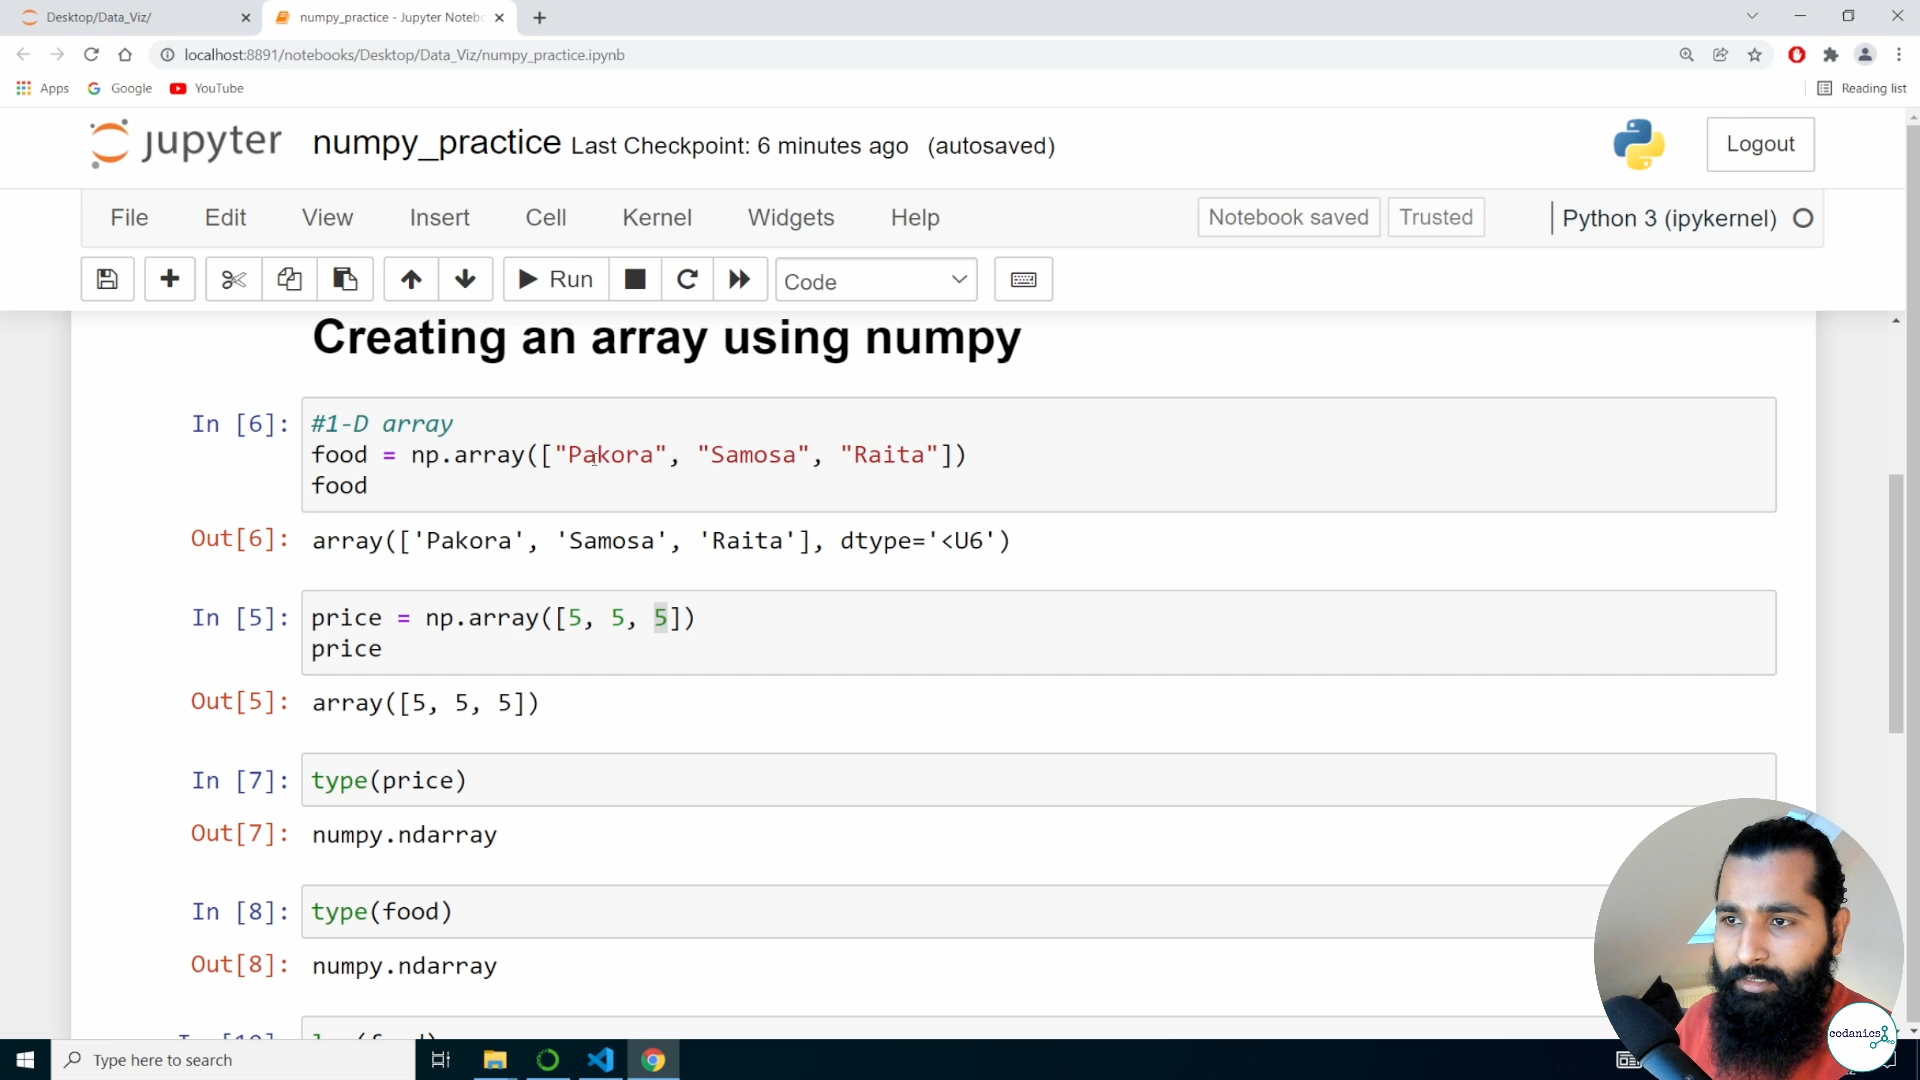 Desktop/Data_Viz/
numpy_practice - Jupyter Noteb
localhost:8891/notebooks/Desktop/Data_Viz/numpy_practice.ipynb
Apps
Google
YouTube
Reading list
jupyter
numpy_practice Last Checkpoint: 6 minutes ago (autosaved)
Logout
File Edit View Insert Cell Kernel Widgets Help
Notebook saved
Trusted
Python 3 (ipykernel)
Run
Code
Creating an array using numpy
In [6]: #1-D array
food = np.array(["Pakora", "Samosa", "Raita"])
food
Out[6]: array(['Pakora', 'Samosa', 'Raita'], dtype='<U6')
In [5]: price = np.array([5, 5, 5])
price
Out[5]: array([5, 5, 5])
In [7]: type(price)
Out[7]: numpy.ndarray
In [8]: type(food)
Out[8]: numpy.ndarray
codanics
Type here to search